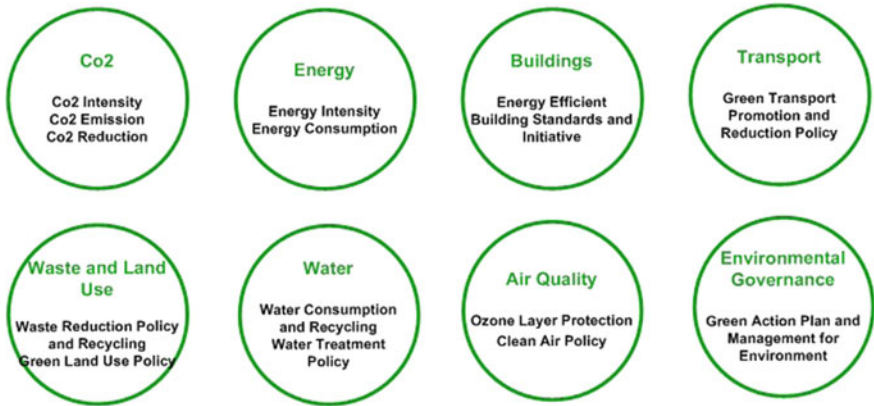 Co2
Co2 Intensity
Co2 Emission
Co2 Reduction
Energy
Energy Intensity
Energy Consumption
Buildings
Energy Efficient
Building Standards and
Initiative
Transport
Green Transport
Promotion and
Reduction Policy
Waste and Land
Use
Waste Reduction Policy
and Recycling
Green Land Use Policy
Water
Water Consumption
and Recycling
Water Treatment
Policy
Air Quality
Ozone Layer Protection
Clean Air Policy
Environmental
Governance
Green Action Plan and
Management for
Environment